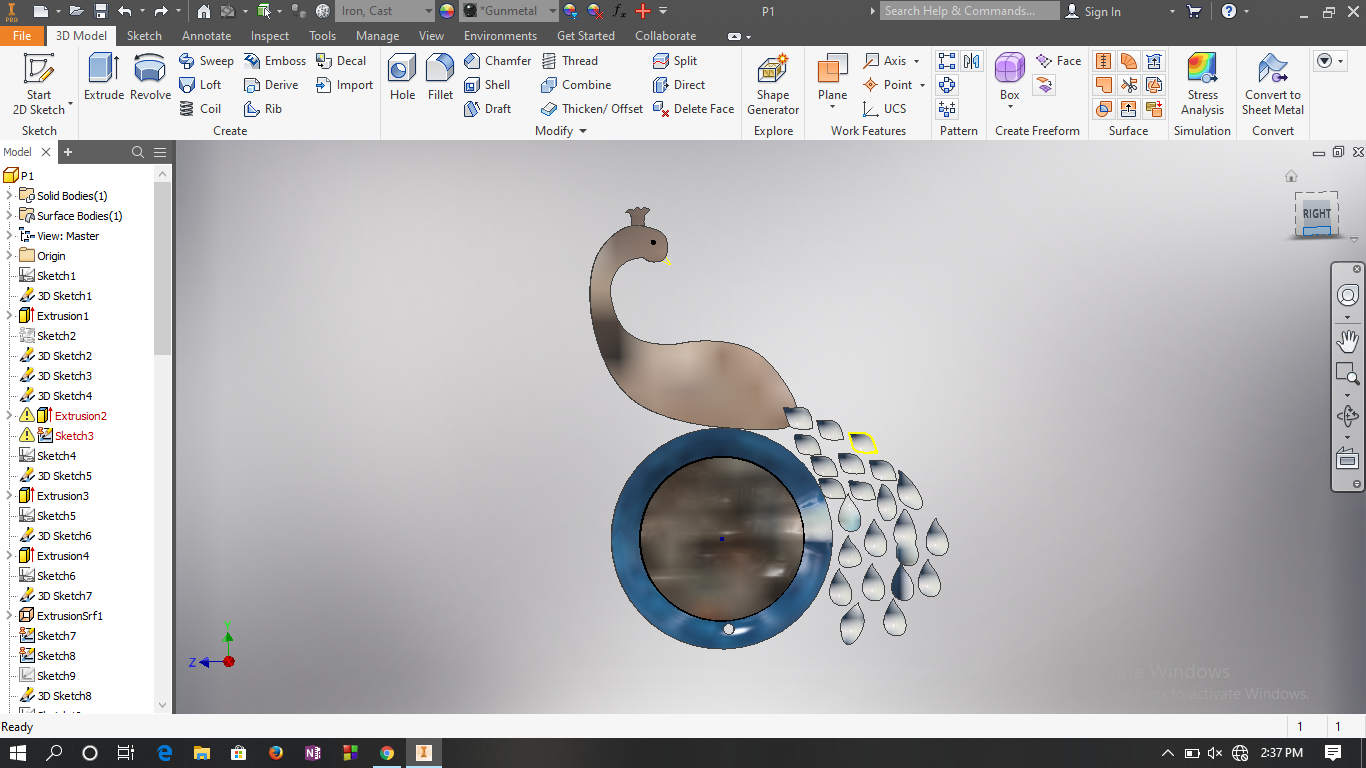 PRO
Iron, Cast
*Gunmetal
fx
P1
Search Help & Commands...
Sign In
File
3D Model
Sketch
Annotate
Inspect
Tools
Manage
View
Environments
Get Started
Collaborate
Start
2D Sketch
Extrude
Revolve
Sweep
Loft
Coil
Emboss
Derive
Rib
Decal
Import
Hole
Fillet
Chamfer
Shell
Draft
Thread
Combine
Thicken/ Offset
Split
Direct
Delete Face
Shape
Generator
Plane
Axis
Point
UCS
Box
Face
Stress
Analysis
Convert to
Sheet Metal
Sketch
Create
Modify
Explore
Work Features
Pattern
Create Freeform
Surface
Simulation
Convert
Model
P1
Solid Bodies(1)
Surface Bodies(1)
View: Master
Origin
Sketch1
3D Sketch1
Extrusion1
Sketch2
3D Sketch2
3D Sketch3
3D Sketch4
Extrusion2
Sketch3
Sketch4
3D Sketch5
Extrusion3
Sketch5
3D Sketch6
Extrusion4
Sketch6
3D Sketch7
ExtrusionSrf1
Sketch7
Sketch8
Sketch9
3D Sketch8
RIGHT
Z
Windows
to activate Windows.
Ready
1
1
2:37 PM